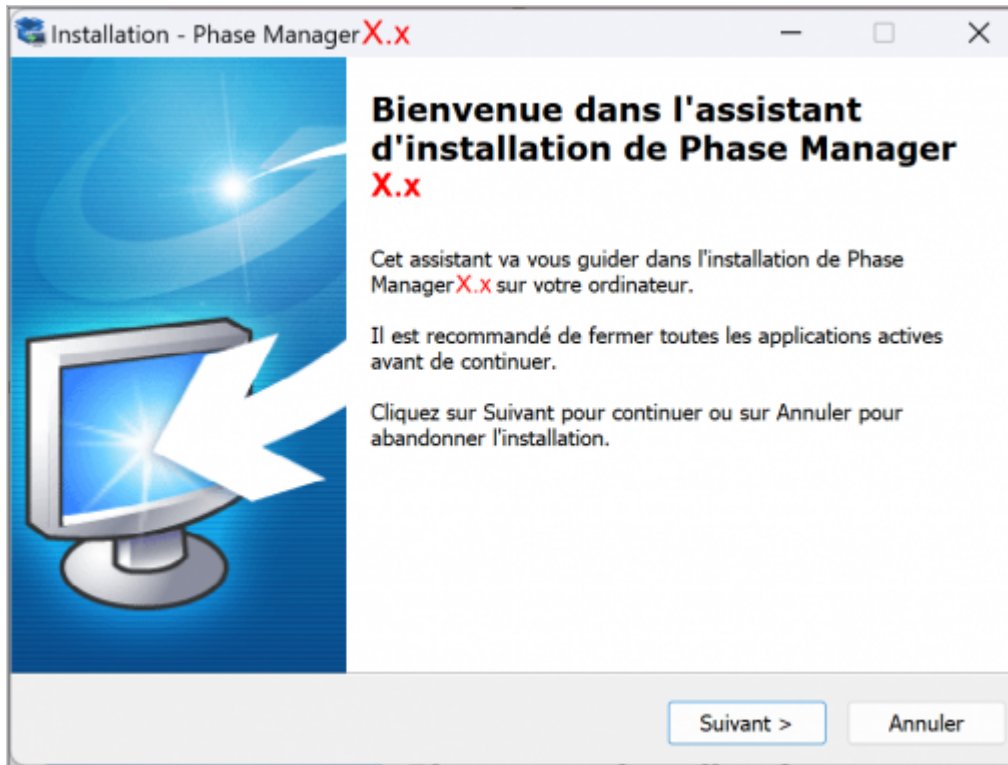 Installation - Phase Manager X.x
Bienvenue dans l'assistant
d'installation de Phase Manager
X.x
Cet assistant va vous guider dans l'installation de Phase
Manager X.x sur votre ordinateur.
Il est recommandé de fermer toutes les applications actives
avant de continuer.
Cliquez sur Suivant pour continuer ou sur Annuler pour
abandonner l'installation.
Suivant >
Annuler